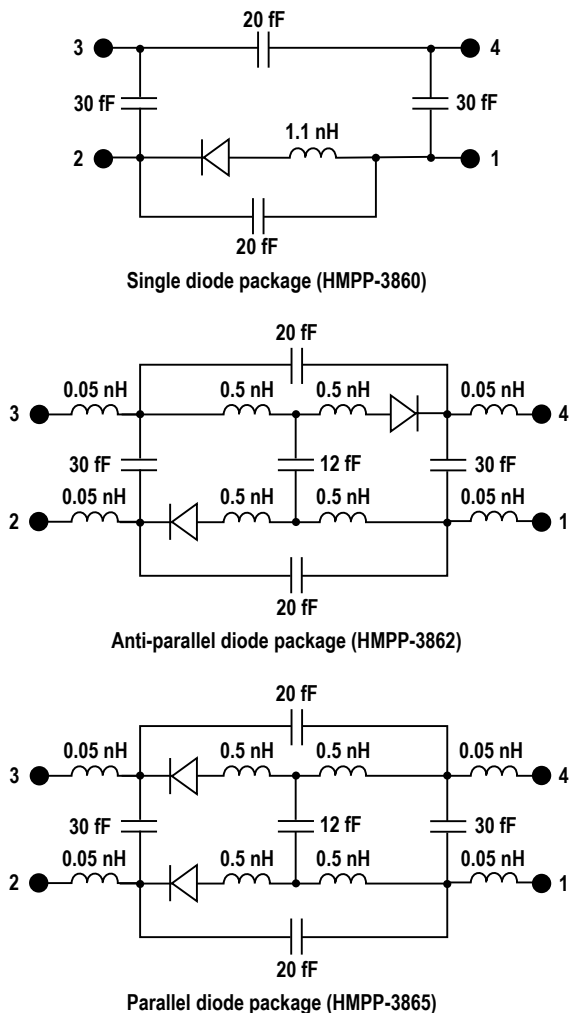 20 fF
3
4
30 fF
30 fF
1.1 nH
2
1
20 fF
Single diode package (HMPP-3860)
20 fF
0.05 nH
0.5 nH
0.5 nH
0.05 nH
3
4
30 fF
12 fF
30 fF
0.05 nH
0.5 nH
0.5 nH
0.05 nH
2
1
20 fF
Anti-parallel diode package (HMPP-3862)
20 fF
0.05 nH
0.5 nH
0.5 nH
0.05 nH
3
4
30 fF
12 fF
30 fF
0.05 nH
0.5 nH
0.5 nH
0.05 nH
2
1
20 fF
Parallel diode package (HMPP-3865)